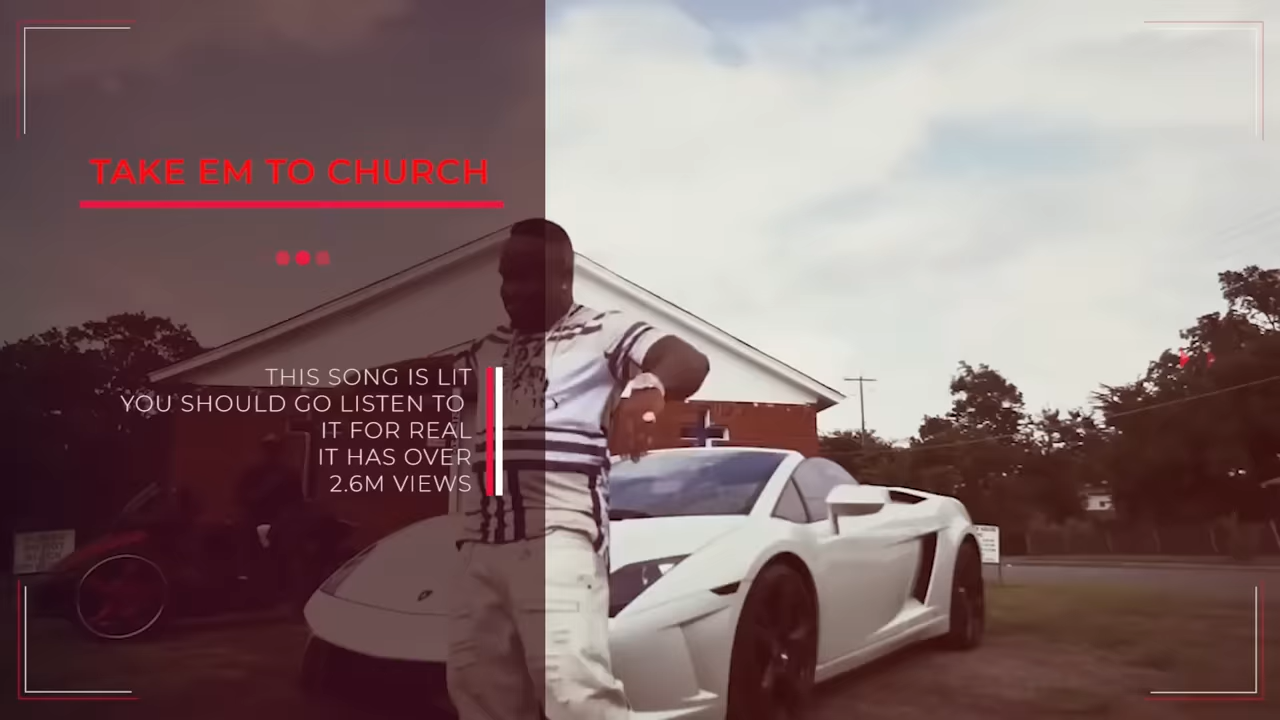 TAKE EM TO CHURCH
THIS SONG IS LIT
YOU SHOULD GO LISTEN TO
IT FOR REAL
IT HAS OVER
2.6M VIEWS